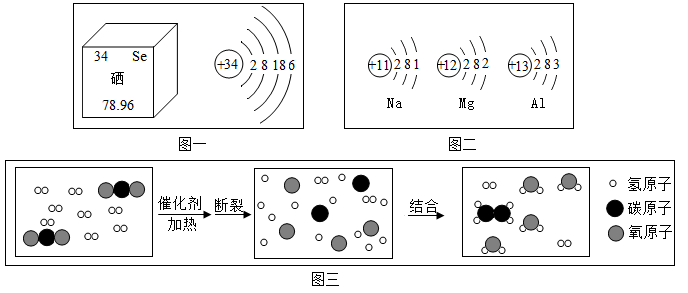 34 Se
硒
78.96
+34 2 8 18 6
图一
+11 2 8 1
Na
+12 2 8 2
Mg
+13 2 8 3
Al
图二
催化剂
加热
断裂
结合
氢原子
碳原子
氧原子
图三